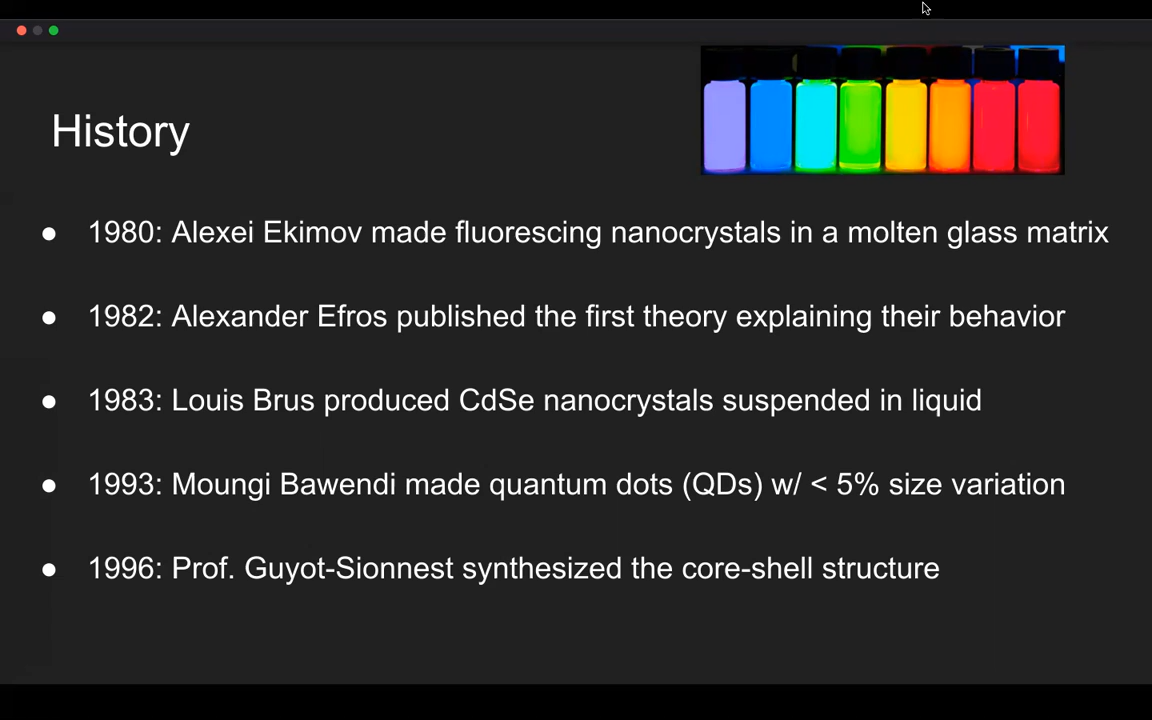 History
● 1980: Alexei Ekimov made fluorescing nanocrystals in a molten glass matrix
● 1982: Alexander Efros published the first theory explaining their behavior
● 1983: Louis Brus produced CdSe nanocrystals suspended in liquid
● 1993: Moungi Bawendi made quantum dots (QDs) w/ < 5% size variation
● 1996: Prof. Guyot-Sionnest synthesized the core-shell structure